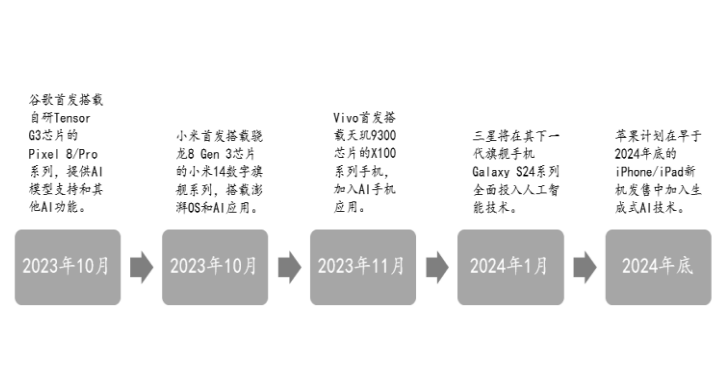 谷歌首发搭载
自研Tensor
G3芯片的
Pixel 8/Pro
系列，提供AI
模型支持和其
他AI功能。
2023年10月
小米首发搭载骁
龙8 Gen 3芯片
的小米14数字旗
舰系列，搭载澎
湃OS和AI应用。
2023年10月
Vivo首发搭
载天玑9300
芯片的X100
系列手机，
加入AI手机
应用。
2023年11月
三星将在其下一
代旗舰手机
Galaxy S24系列
全面投入人工智
能技术。
2024年1月
苹果计划在早于
2024年底的
iPhone/iPad新
机发售中加入生
成式AI技术。
2024年底